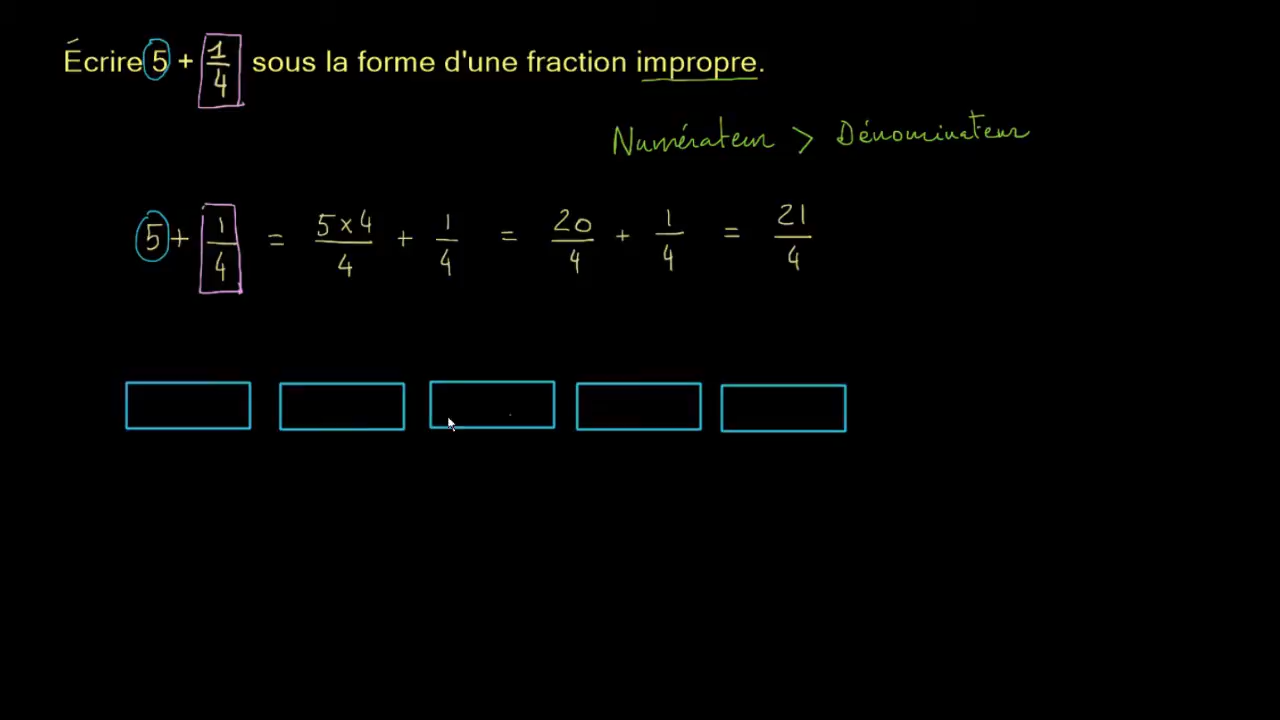 Écrire 5 + 1/4 sous la forme d'une fraction impropre.
Numérateur > Dénominateur
5 + 1/4 = 5×4/4 + 1/4 = 20/4 + 1/4 = 21/4